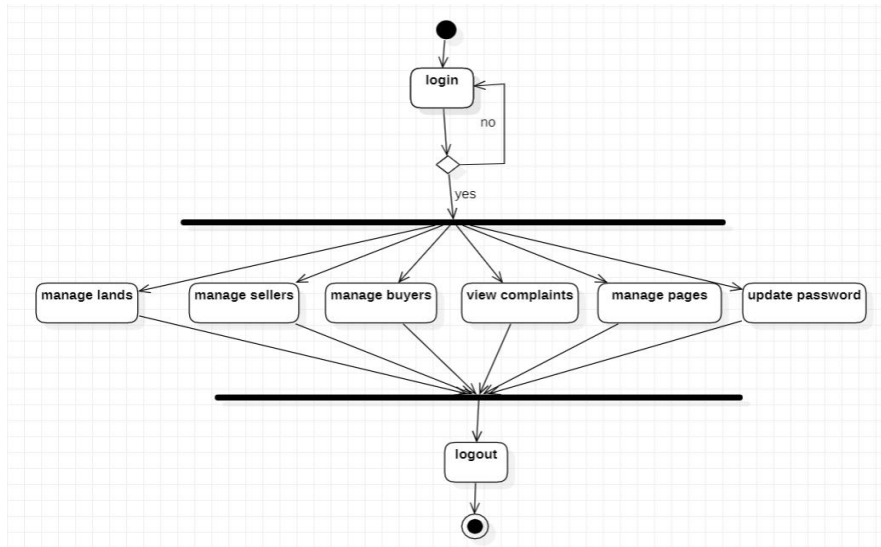 login
no
yes
manage lands
manage sellers
manage buyers
view complaints
manage pages
update password
logout